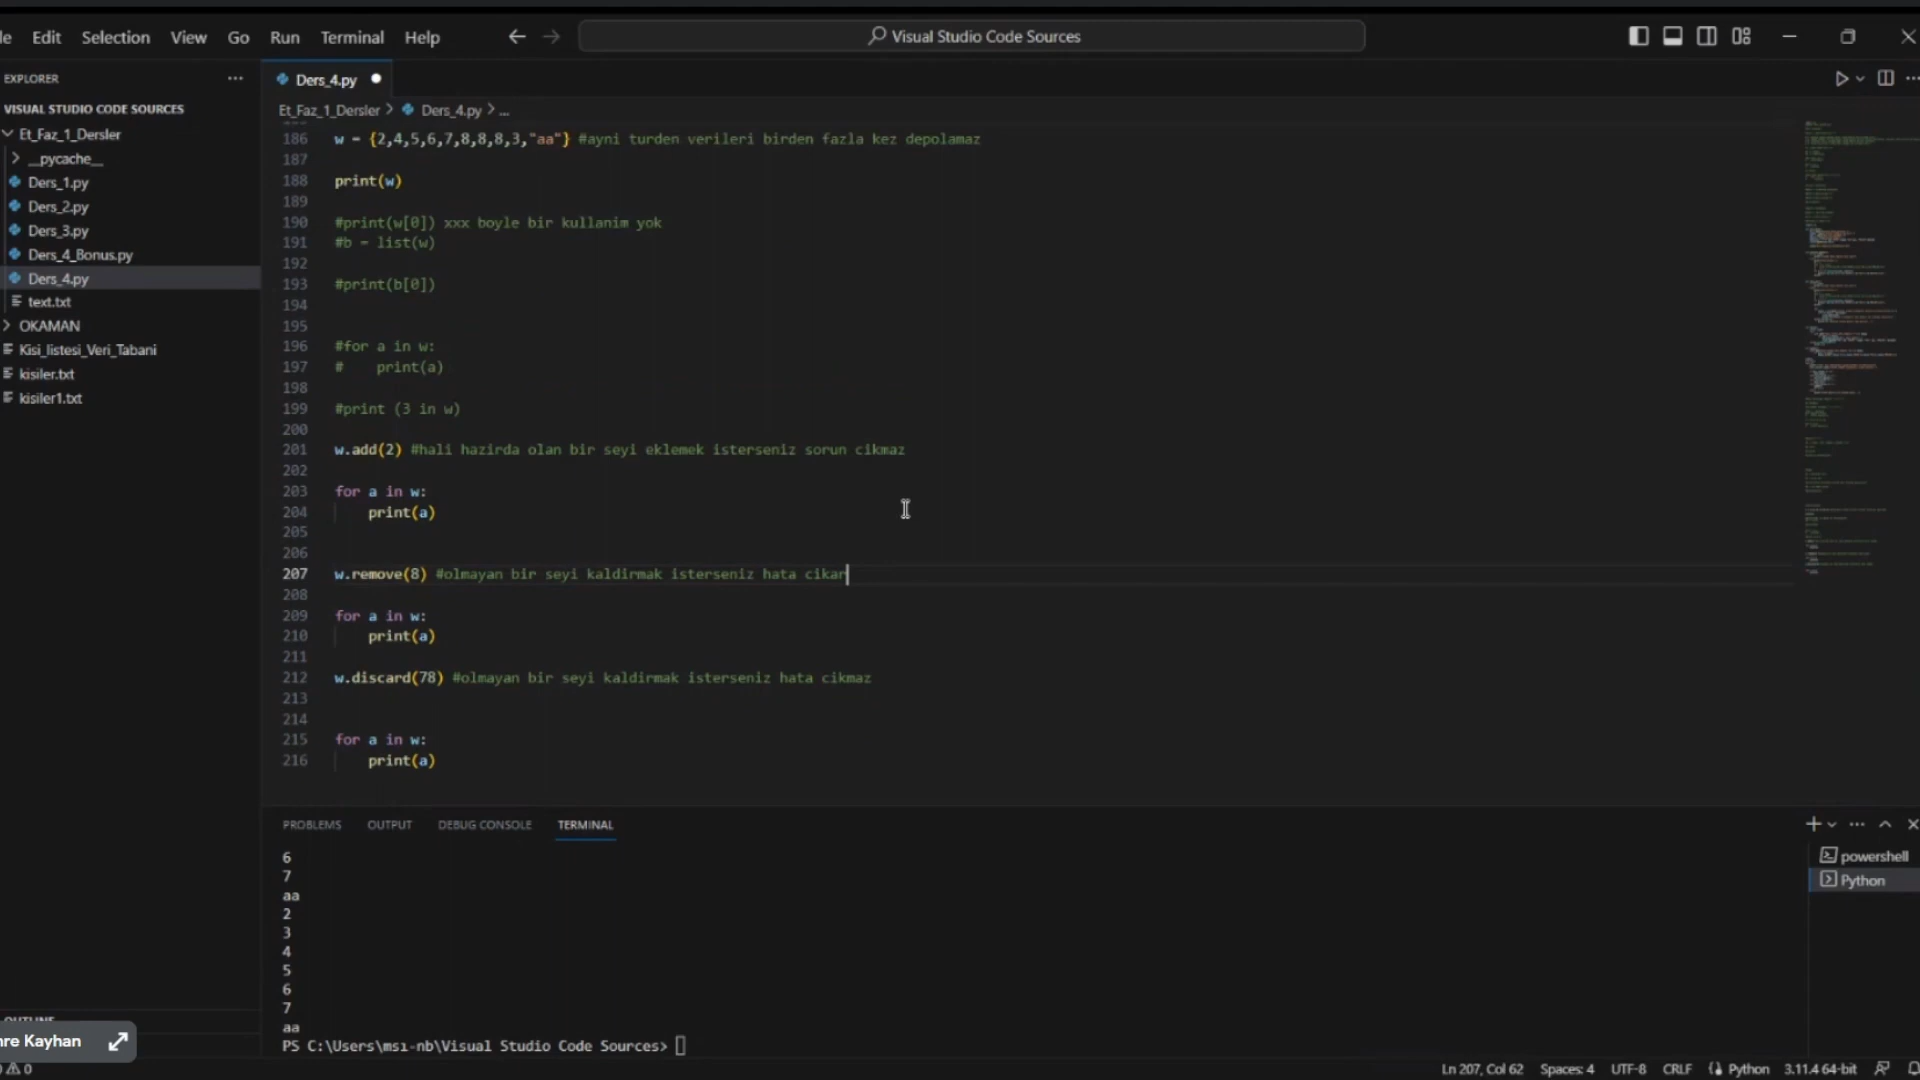 Edit Selection View Go Run Terminal Help
Visual Studio Code Sources
EXPLORER
VISUAL STUDIO CODE SOURCES
Et_Faz_1_Dersler
__pycache__
Ders_1.py
Ders_2.py
Ders_3.py
Ders_4_Bonus.py
Ders_4.py
text.txt
OKAMAN
Kisi_listesi_Veri_Tabani
kisiler.txt
kisiler1.txt
Ders_4.py
Et_Faz_1_Dersler > Ders_4.py > ...
186 w = {2,4,5,6,7,8,8,8,3,"aa"} #ayni turden verileri birden fazla kez depolamaz
187
188 print(w)
189
190 #print(w[0]) xxx boyle bir kullanim yok
191 #b = list(w)
192
193 #print(b[0])
194
195
196 #for a in w:
197 #    print(a)
198
199 #print (3 in w)
200
201 w.add(2) #hali hazirda olan bir seyi eklemek isterseniz sorun cikmaz
202
203 for a in w:
204     print(a)
205
206
207 w.remove(8) #olmayan bir seyi kaldirmak isterseniz hata cikar
208
209 for a in w:
210     print(a)
211
212 w.discard(78) #olmayan bir seyi kaldirmak isterseniz hata cikmaz
213
214
215 for a in w:
216     print(a)
PROBLEMS OUTPUT DEBUG CONSOLE TERMINAL
6
7
aa
2
3
4
5
6
7
aa
PS C:\Users\msı-nb\Visual Studio Code Sources>
powershell
Python
Kayhan
0
Ln 207, Col 62 Spaces: 4 UTF-8 CRLF Python 3.11.4 64-bit